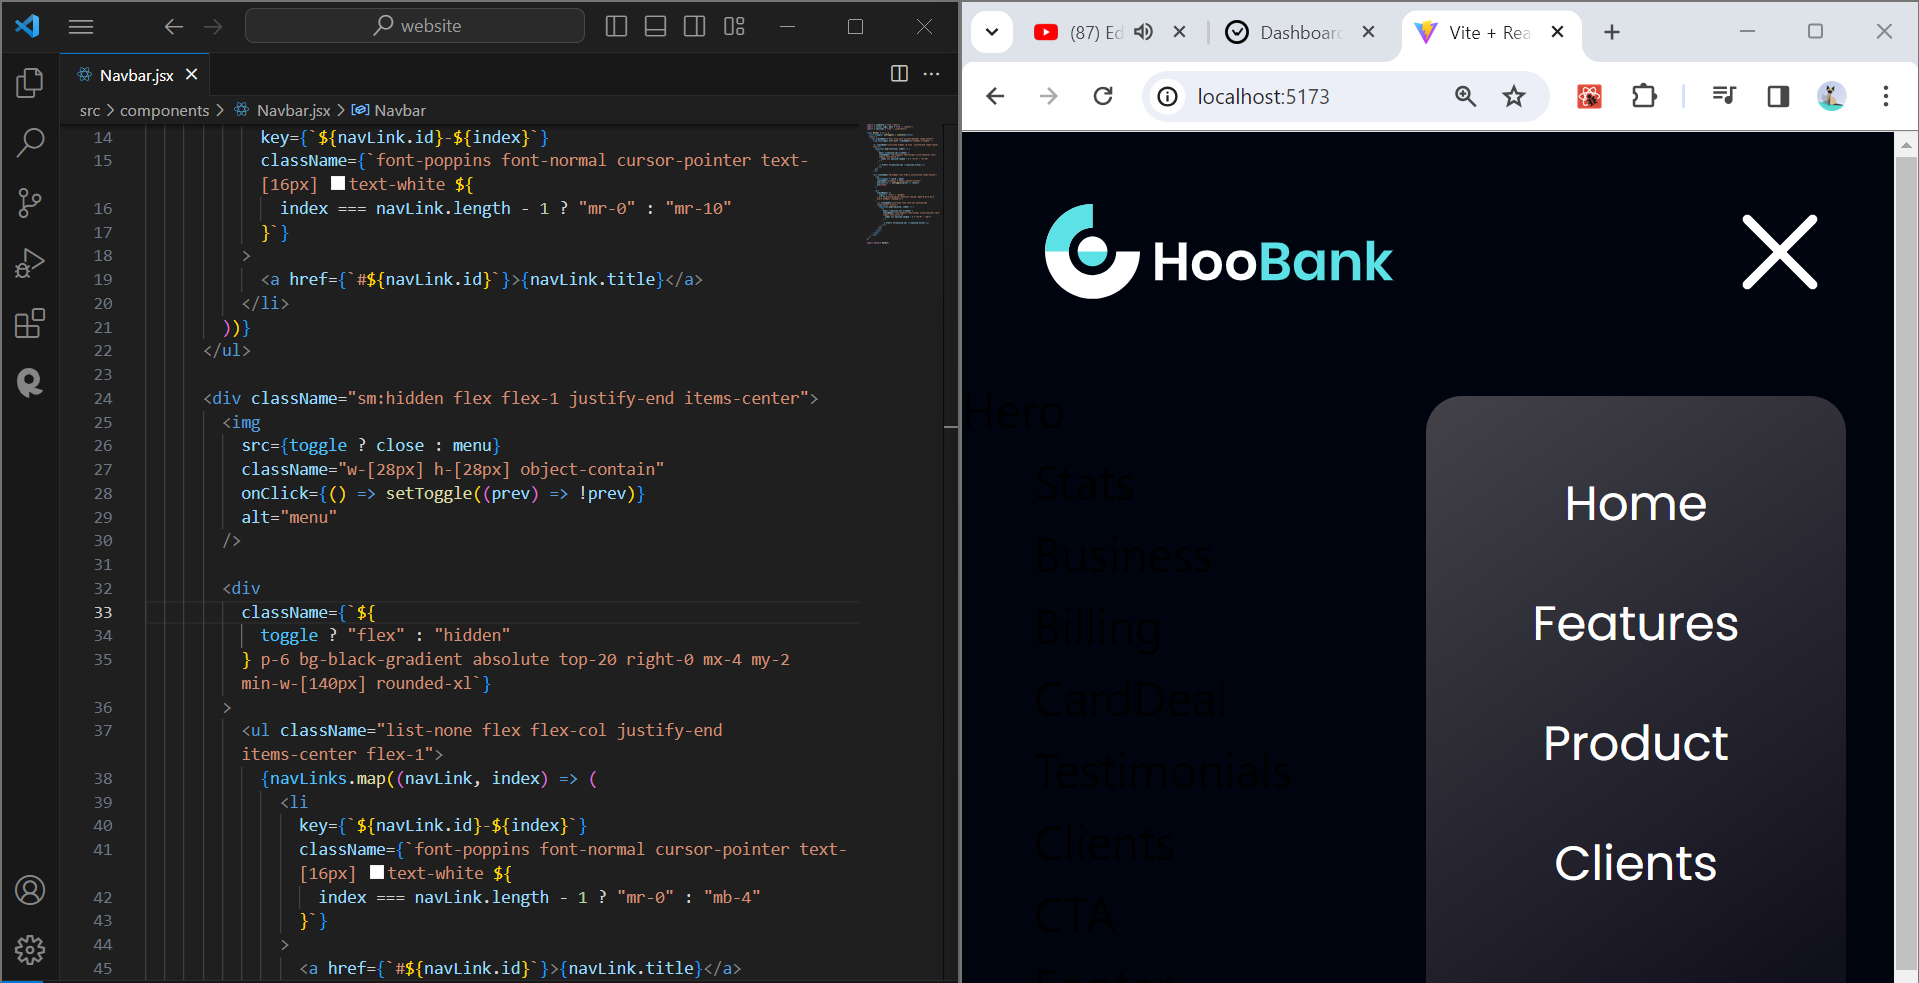 website
Navbar.jsx
src > components > Navbar.jsx > Navbar
14 key={`${navLink.id}-${index}`}
15 className={`font-poppins font-normal cursor-pointer text-
[16px] text-white ${
16 index === navLink.length - 1 ? "mr-0" : "mr-10"
17 }`}
18 >
19 <a href={`#${navLink.id}`}>{navLink.title}</a>
20 </li>
21 ))}
22 </ul>
23
24 <div className="sm:hidden flex flex-1 justify-end items-center">
25 <img
26 src={toggle ? close : menu}
27 className="w-[28px] h-[28px] object-contain"
28 onClick={() => setToggle((prev) => !prev)}
29 alt="menu"
30 />
31
32 <div
33 className={`${
34 toggle ? "flex" : "hidden"
35 } p-6 bg-black-gradient absolute top-20 right-0 mx-4 my-2
min-w-[140px] rounded-xl`}
36 >
37 <ul className="list-none flex flex-col justify-end
items-center flex-1">
38 {navLinks.map((navLink, index) => (
39 <li
40 key={`${navLink.id}-${index}`}
41 className={`font-poppins font-normal cursor-pointer text-
[16px] text-white ${
42 index === navLink.length - 1 ? "mr-0" : "mb-4"
43 }`}
44 >
45 <a href={`#${navLink.id}`}>{navLink.title}</a>
(87) Ed
Dashboard
Vite + Rea
localhost:5173
HooBank
Hero
Stats
Business
Billing
CardDeal
Testimonials
Clients
CTA
Home
Features
Product
Clients